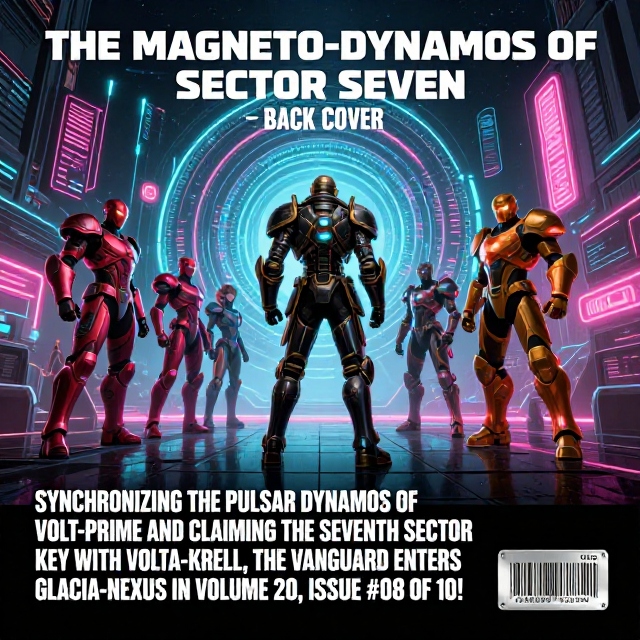 THE MAGNETO-DYNAMOS OF
SECTOR SEVEN
– BACK COVER
SYNCHRONIZING THE PULSAR DYNAMOS OF
VOLT-PRIME AND CLAIMING THE SEVENTH SECTOR
KEY WITH VOLTA-KRELL, THE VANGUARD ENTERS
GLACIA-NEXUS IN VOLUME 20, ISSUE #08 OF 10!